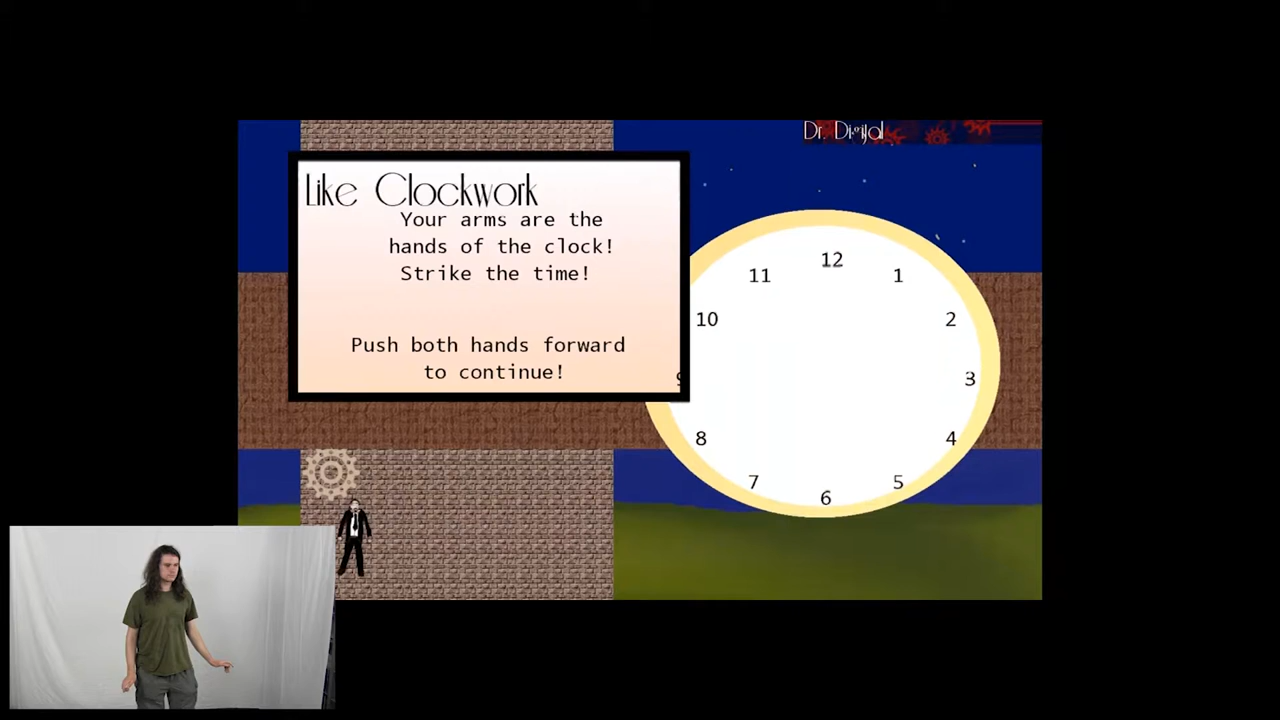 Dr. Digital
Like Clockwork
Your arms are the
hands of the clock!
Strike the time!
Push both hands forward
to continue!
12
11
1
10
2
9
3
8
4
7
5
6